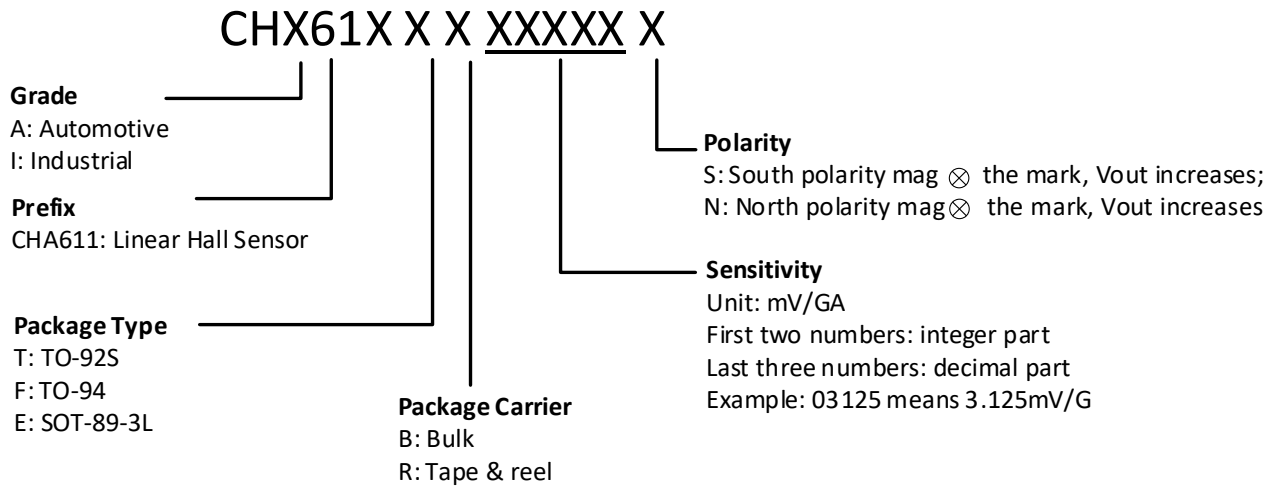 CHX61X X X XXXXX X
Grade
A: Automotive
I: Industrial
Prefix
CHA611: Linear Hall Sensor
Package Type
T: TO-92S
F: TO-94
E: SOT-89-3L
Package Carrier
B: Bulk
R: Tape & reel
Polarity
S: South polarity mag ⊗ the mark, Vout increases;
N: North polarity mag ⊗ the mark, Vout increases
Sensitivity
Unit: mV/GA
First two numbers: integer part
Last three numbers: decimal part
Example: 03125 means 3.125mV/G